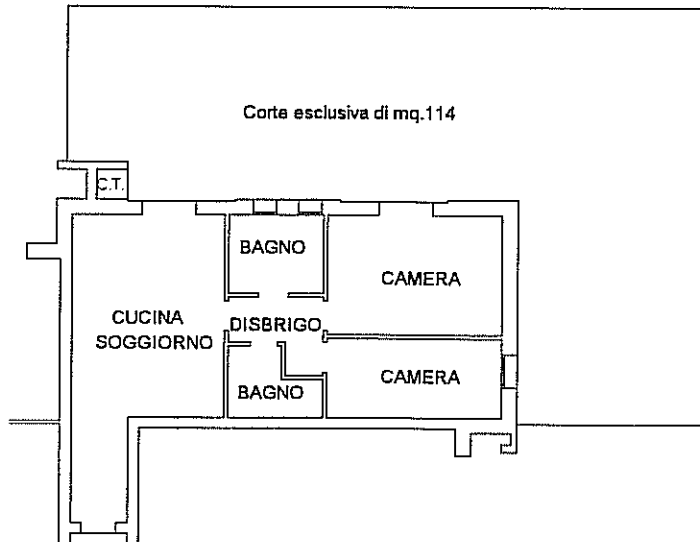 Corte esclusiva di mq.114
C.T.
BAGNO
CAMERA
CUCINA
SOGGIORNO
DISBRIGO
CAMERA
BAGNO